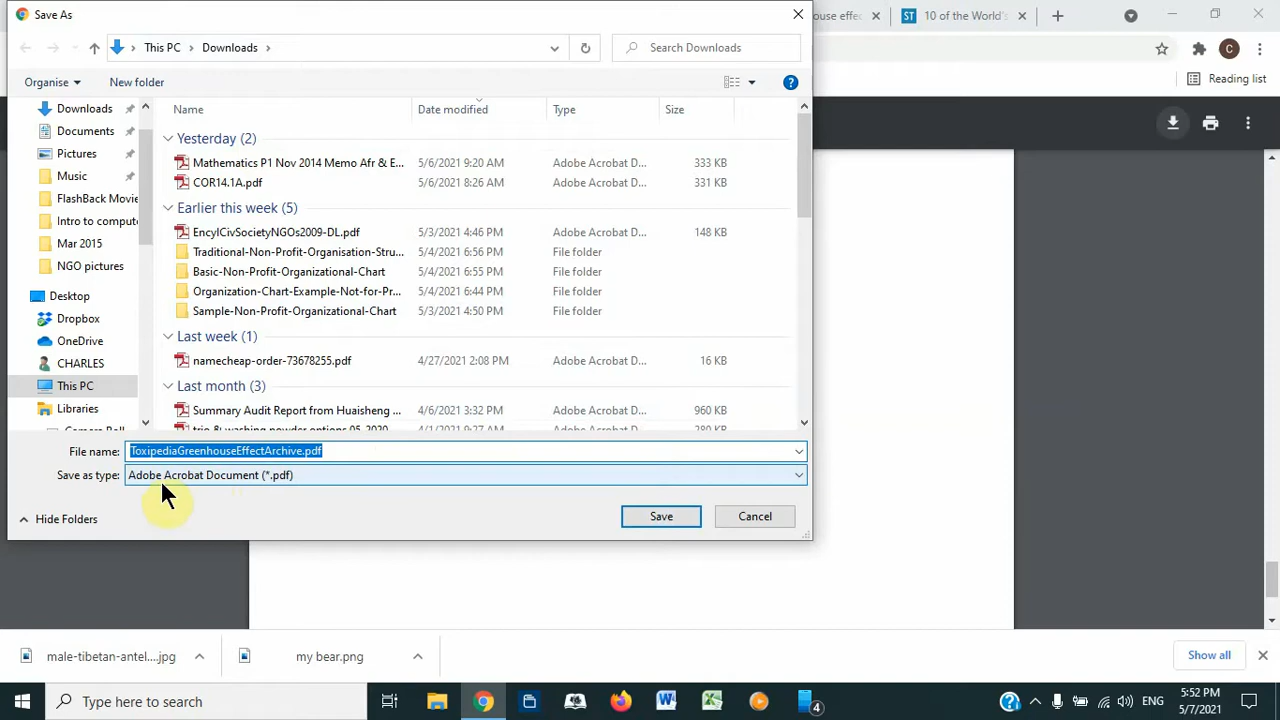 Save As
ouse effe
10 of the World's
This PC
Downloads
Search Downloads
Organise
New folder
Reading list
Name
Date modified
Type
Size
Downloads
Documents
Pictures
Music
FlashBack Movie
Intro to compute
Mar 2015
NGO pictures
Desktop
Dropbox
OneDrive
CHARLES
This PC
Libraries
Yesterday (2)
Mathematics P1 Nov 2014 Memo Afr & E... 5/6/2021 9:20 AM Adobe Acrobat D... 333 KB
COR14.1A.pdf 5/6/2021 8:26 AM Adobe Acrobat D... 331 KB
Earlier this week (5)
EncylCivSocietyNGOs2009-DL.pdf 5/3/2021 4:46 PM Adobe Acrobat D... 148 KB
Traditional-Non-Profit-Organisation-Stru... 5/4/2021 6:56 PM File folder
Basic-Non-Profit-Organizational-Chart 5/4/2021 6:55 PM File folder
Organization-Chart-Example-Not-for-Pr... 5/4/2021 6:44 PM File folder
Sample-Non-Profit-Organizational-Chart 5/3/2021 4:50 PM File folder
Last week (1)
namecheap-order-73678255.pdf 4/27/2021 2:08 PM Adobe Acrobat D... 16 KB
Last month (3)
Summary Audit Report from Huaisheng ... 4/6/2021 3:32 PM Adobe Acrobat D... 960 KB
File name: ToxipediaGreenhouseEffectArchive.pdf
Save as type: Adobe Acrobat Document (*.pdf)
Hide Folders
Save
Cancel
male-tibetan-antel....jpg
my bear.png
Show all
Type here to search
4
ENG
5:52 PM
5/7/2021